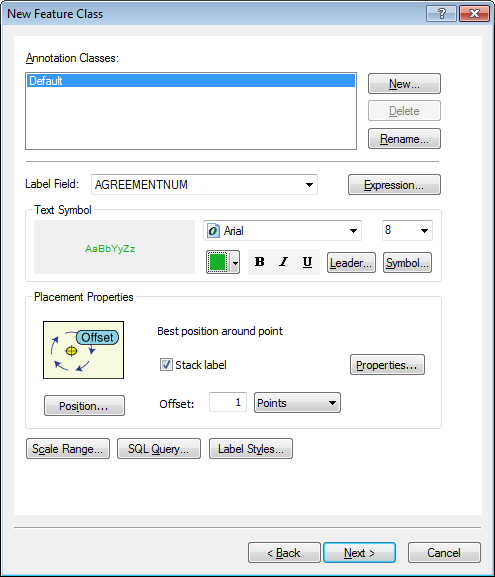 New Feature Class
Annotation Classes:
Default
New...
Delete
Rename...
Label Field: AGREEMENTNUM Expression...
Text Symbol
AaBbYyZz
Arial 8
B I U Leader... Symbol...
Placement Properties
Offset
Best position around point
Stack label
Properties...
Position...
Offset: 1 Points
Scale Range... SQL Query... Label Styles...
< Back Next > Cancel